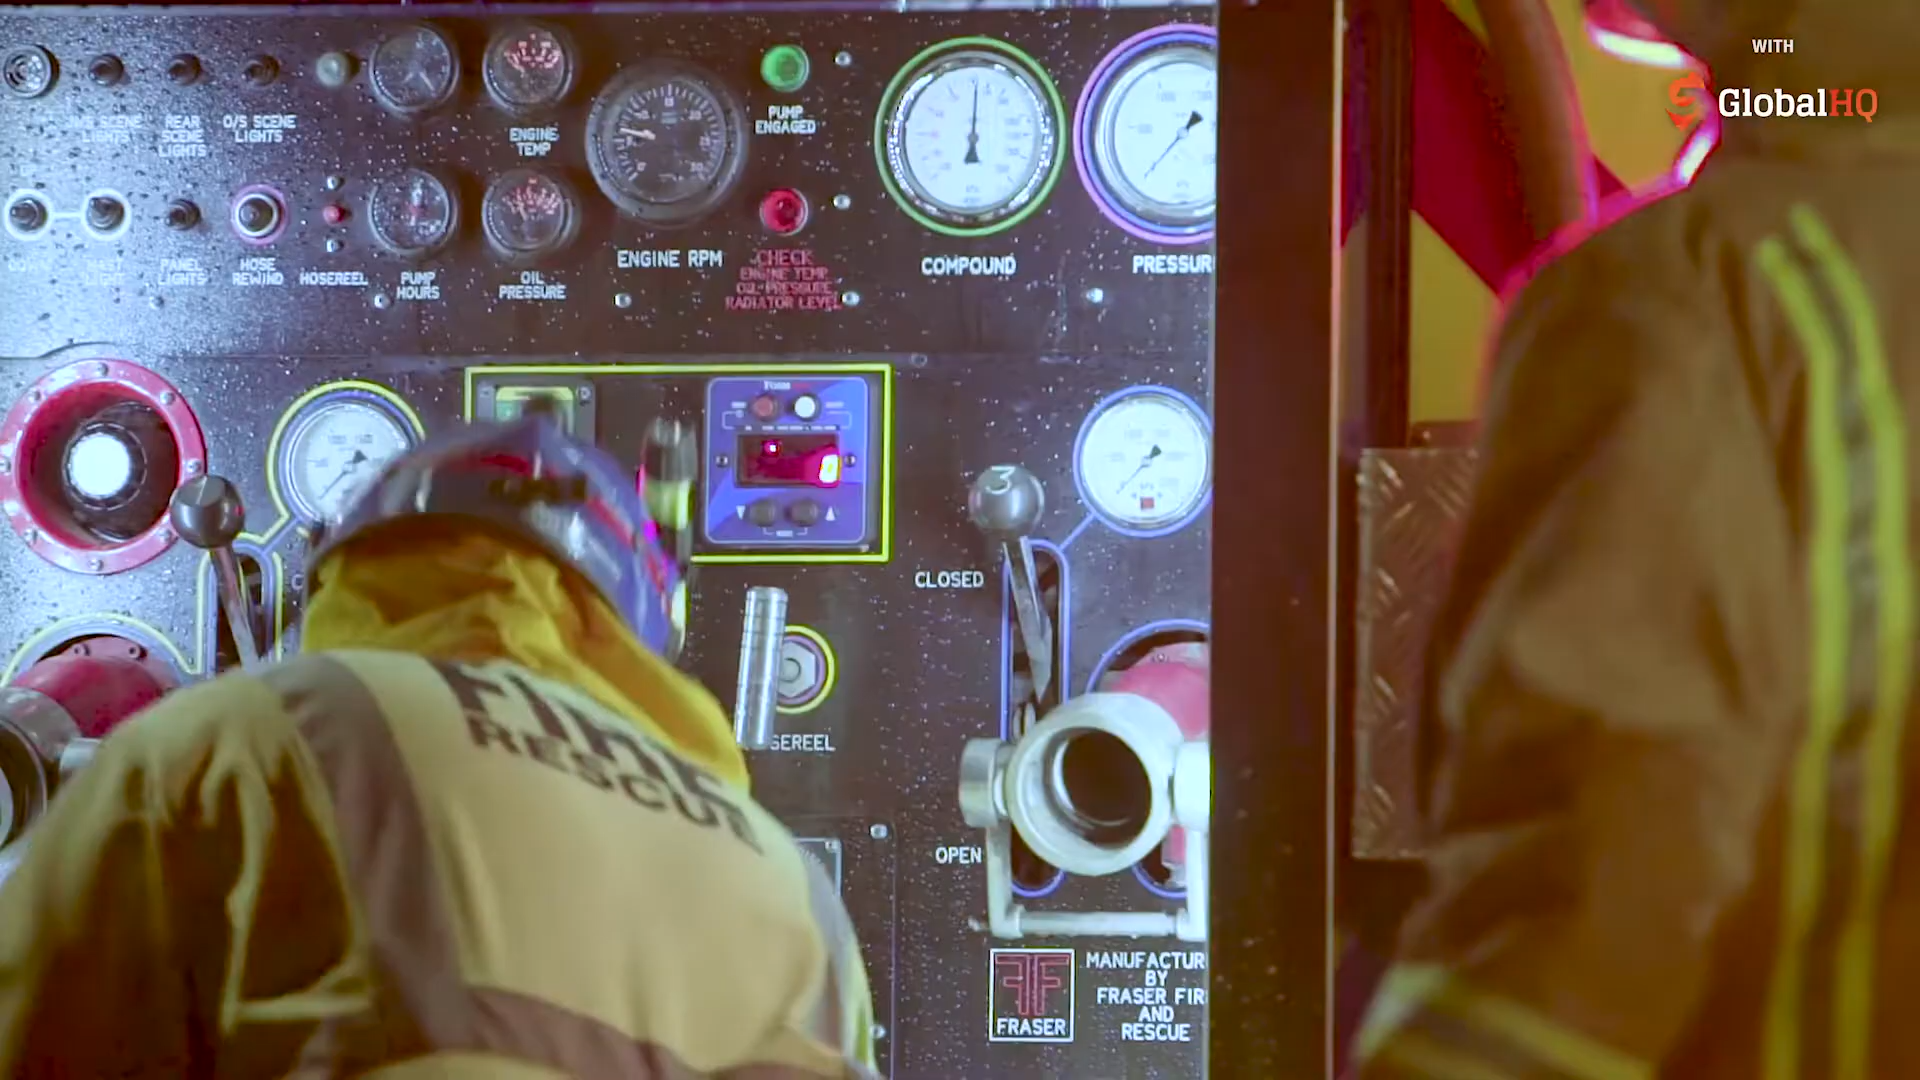 WITH
GlobalHQ
SCENE
LIGHTS
REAR
SCENE
LIGHTS
O/S SCENE
LIGHTS
ENGINE
TEMP
PUMP
ENGAGED
ENGINE RPM
CHECK
ENGINE TEMP
OIL PRESSURE
RADIATOR LEVEL
COMPOUND
PRESSUR
PANEL
LIGHTS
HOSE
REWIND
HOSEREEL
PUMP
HOURS
OIL
PRESSURE
3
CLOSED
FIRE
RESCUE
SEREEL
OPEN
FRASER
MANUFACTUR
BY
FRASER FIR
AND
RESCUE